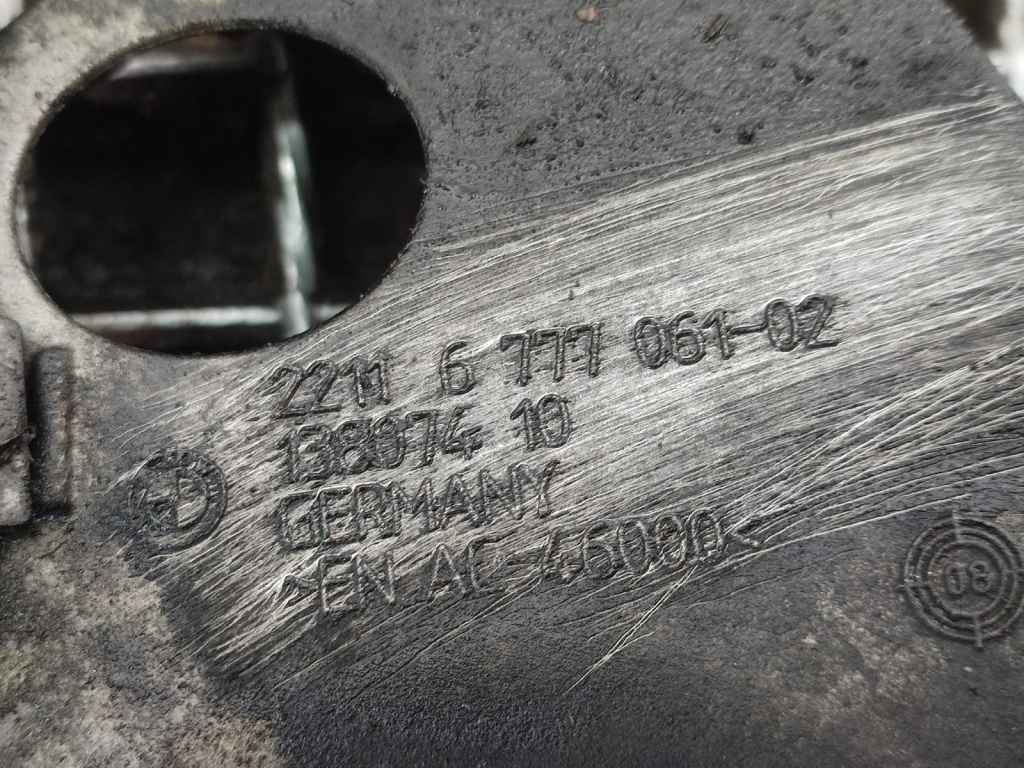 2211 6 777 061-02
138074 10
GERMANY
>EN AC-46000<
08